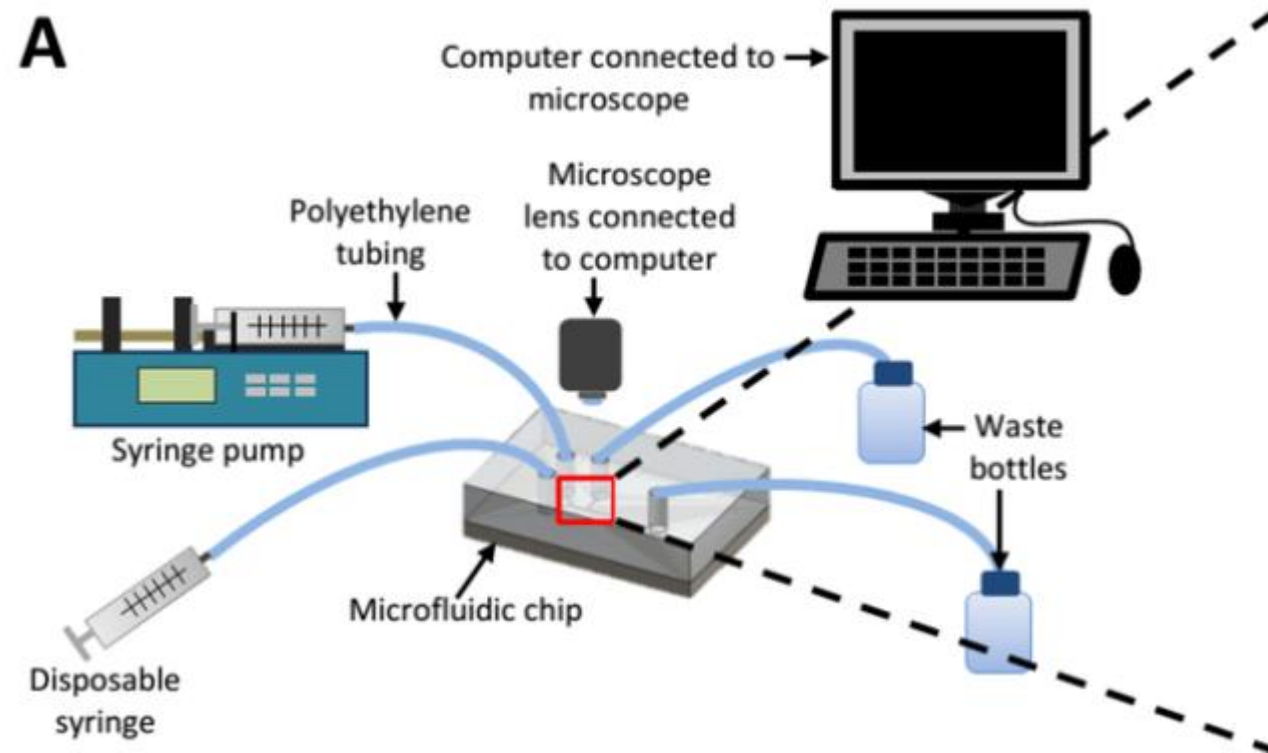 A
Computer connected to
microscope
Microscope
lens connected
to computer
Polyethylene
tubing
Syringe pump
Waste
bottles
Microfluidic chip
Disposable
syringe